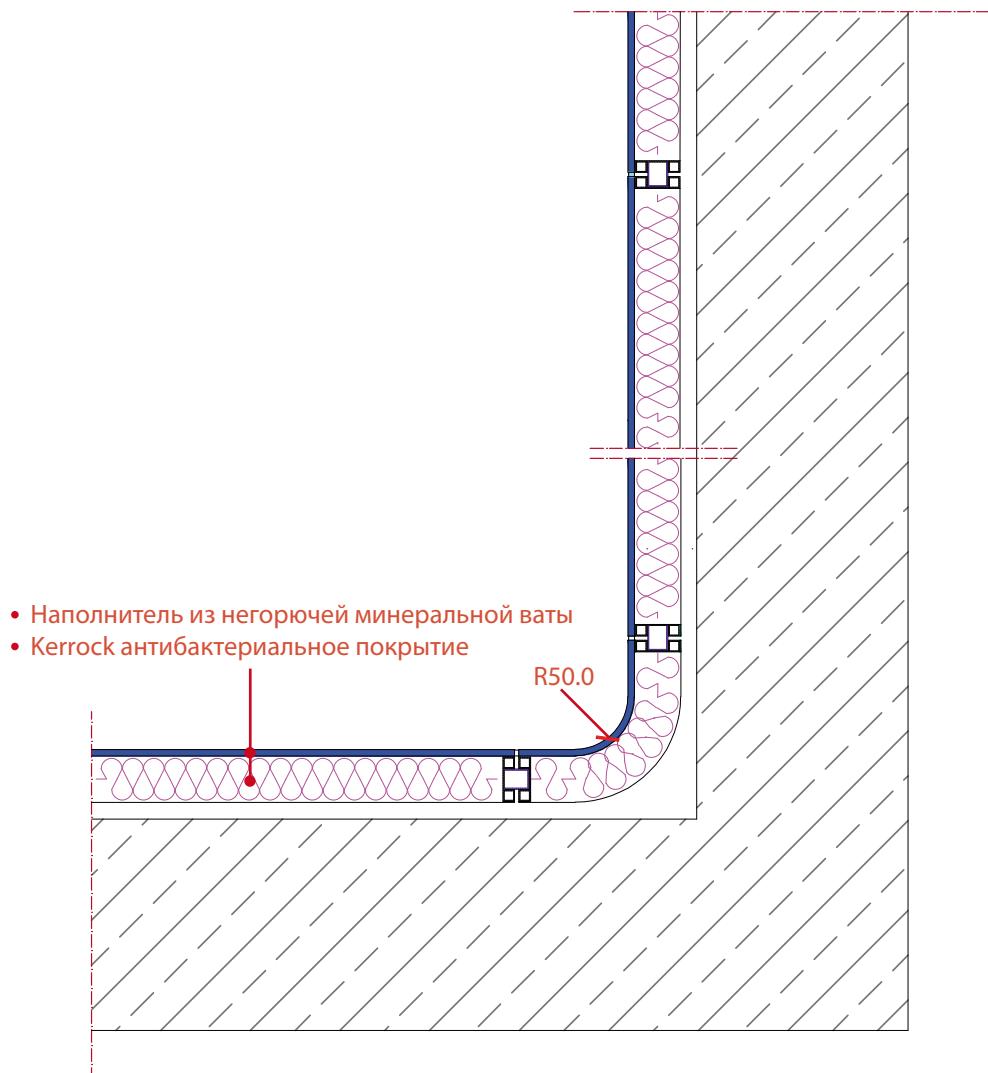 • Наполнитель из негорючей минеральной ваты
• Kerrock антибактериальное покрытие
R50.0